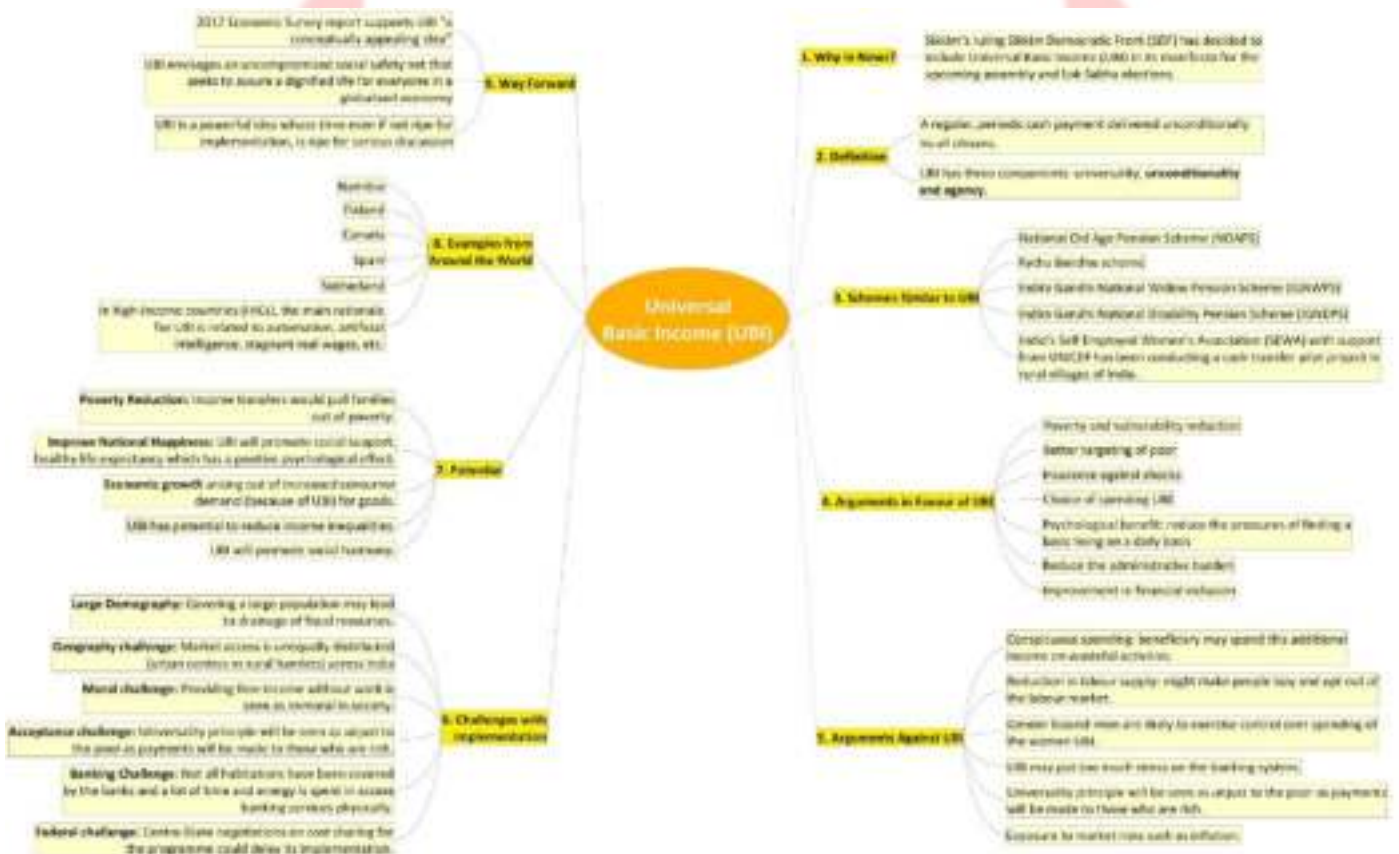 Universal
Basic Income (UBI)
1. Why in News?
Sikkim's ruling Sikkim Democratic Front (SDF) has decided to
include Universal Basic Income (UBI) in its manifesto for the
upcoming assembly and Lok Sabha elections.
2. Definition
A regular, periodic cash payment delivered unconditionally
to all citizens.
UBI has three components: universality, unconditionality
and agency.
3. Schemes Similar to UBI
National Old Age Pension Scheme (NOAPS)
Rythu Bandhu scheme
Indira Gandhi National Widow Pension Scheme (IGNWPS)
Indira Gandhi National Disability Pension Scheme (IGNDPS)
India's Self Employed Women's Association (SEWA) with support
from UNICEF has been conducting a cash transfer pilot project in
rural villages of India.
4. Arguments in Favour of UBI
Poverty and vulnerability reduction
Better targeting of poor
Insurance against shocks
Choice of spending UBI
Psychological benefit: reduce the pressures of finding a
basic living on a daily basis
Reduce the administrative burden
Improvement in financial inclusion
5. Arguments Against UBI
Conspicuous spending: beneficiary may spend this additional
income on wasteful activities.
Reduction in labour supply: might make people lazy and opt out of
the labour market.
Gender biased: men are likely to exercise control over spending of
the women UBI.
UBI may put too much stress on the banking system.
Universality principle will be seen as unjust to the poor as payments
will be made to those who are rich.
Exposure to market risks such as inflation.
6. Challenges with
implementation
Large Demography: Covering a large population may lead
to drainage of fiscal resources.
Geography challenge: Market access is unequally distributed
(urban centres vs rural hamlets) across India
Moral challenge: Providing free income without work is
seen as immoral in society.
Acceptance challenge: Universality principle will be seen as unjust to
the poor as payments will be made to those who are rich.
Banking Challenge: Not all habitations have been covered
by the banks and a lot of time and energy is spent in access
banking services physically.
Federal challenge: Centre-State negotiations on cost sharing for
the programme could delay its implementation.
7. Potential
Poverty Reduction: Income transfers would pull families
out of poverty.
Improve National Happiness: UBI will promote social support,
healthy life expectancy which has a positive psychological effect.
Economic growth arising out of increased consumer
demand (because of UBI) for goods.
UBI has potential to reduce income inequalities.
UBI will promote social harmony.
8. Examples from
Around the World
Namibia
Finland
Canada
Spain
In high-income countries (HICs), the main rationale
for UBI is related to automation, artificial
intelligence, stagnant real wages, etc.
9. Way Forward
2017 Economic Survey report supports UBI "a
conceptually appealing idea"
UBI envisages an uncompromised social safety net that
seeks to assure a dignified life for everyone in a
globalised economy
UBI is a powerful idea whose time even if not ripe for
implementation, is ripe for serious discussion